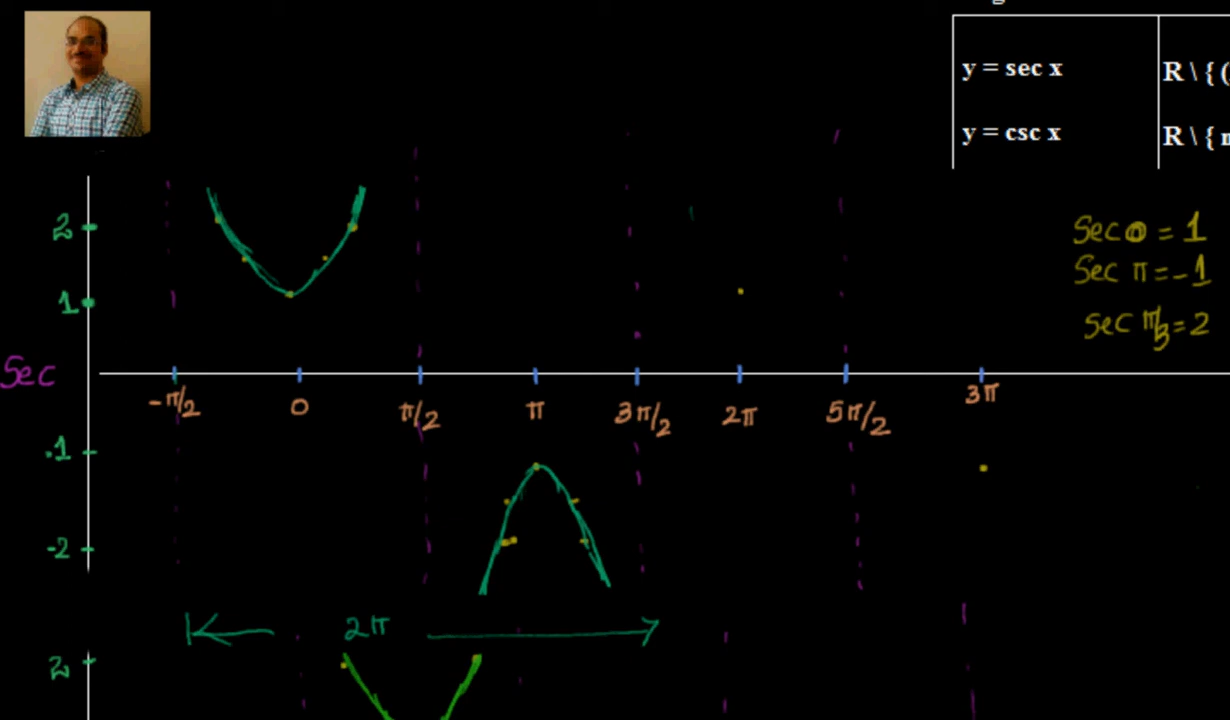 y = sec x
R \ { (
y = csc x
R \ {
2
1
Sec
-π/2 0 π/2 π 3π/2 2π 5π/2 3π
-1
-2
Sec 0 = 1
Sec π = -1
sec π/3 = 2
2π
2